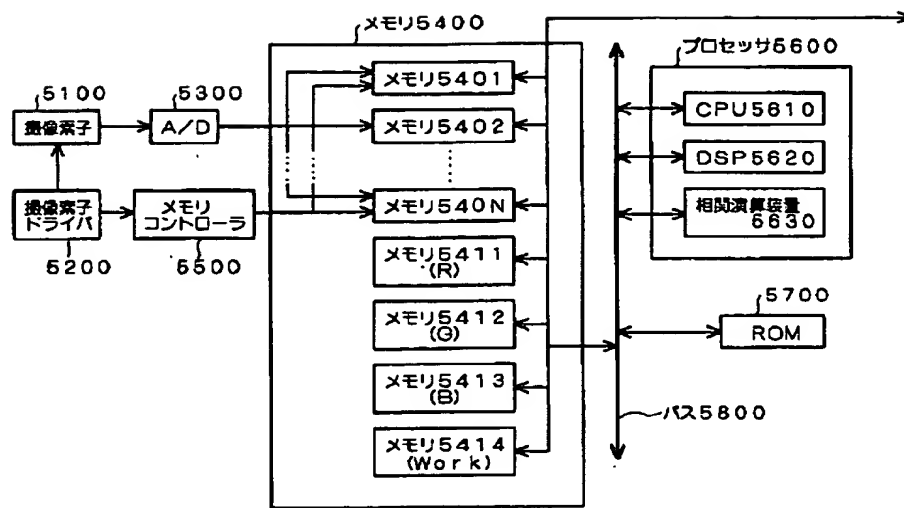 メモリ5400
プロセッサ5600
5100
5300
撮像素子
A/D
メモリ5401
メモリ5402
メモリ540N
CPU5610
DSP5620
相関演算装置
5630
撮像素子
ドライバ
メモリ
コントローラ
5200
5500
メモリ5411
(R)
メモリ5412
(G)
メモリ5413
(B)
メモリ5414
(Work)
5700
ROM
バス5800